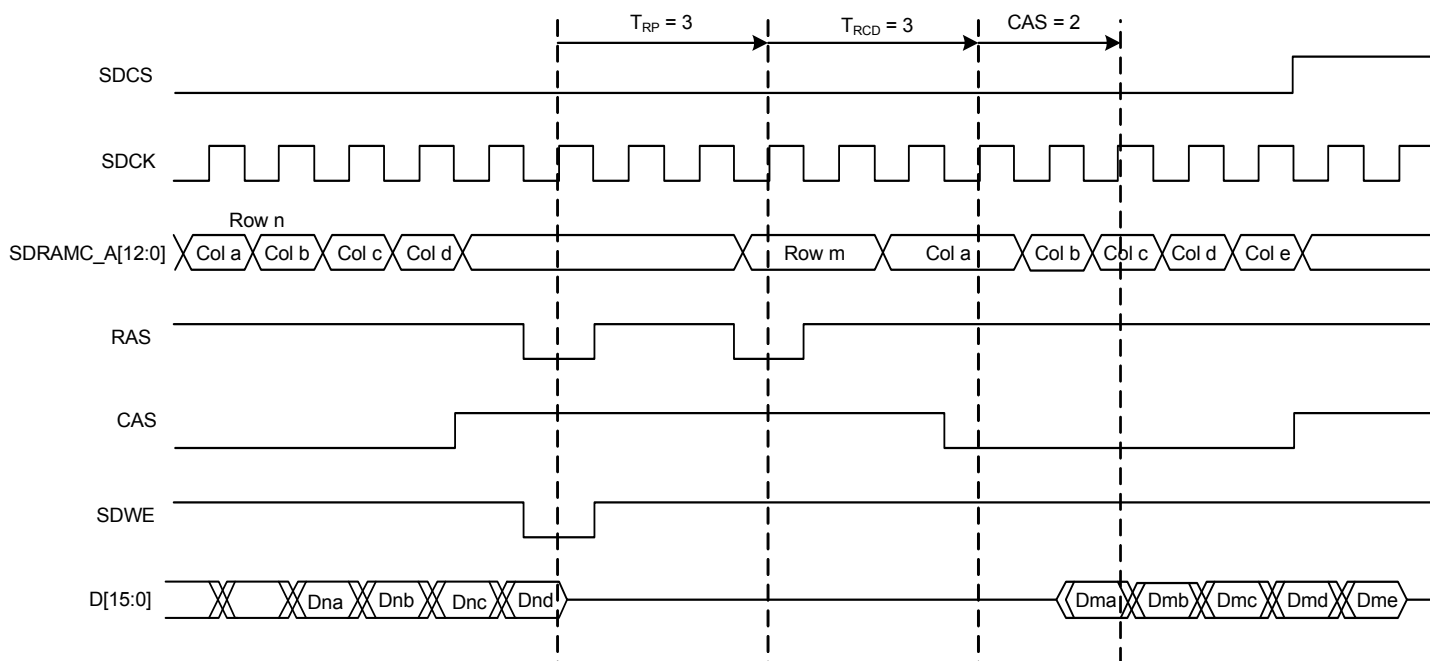 TRP = 3 TRCD = 3 CAS = 2
SDCS
SDCK
Row n
SDRAMC_A[12:0] Col a Col b Col c Col d Row m Col a Col b Col c Col d Col e
RAS
CAS
SDWE
D[15:0] Dna Dnb Dnc Dnd Dma Dmb Dmc Dmd Dme